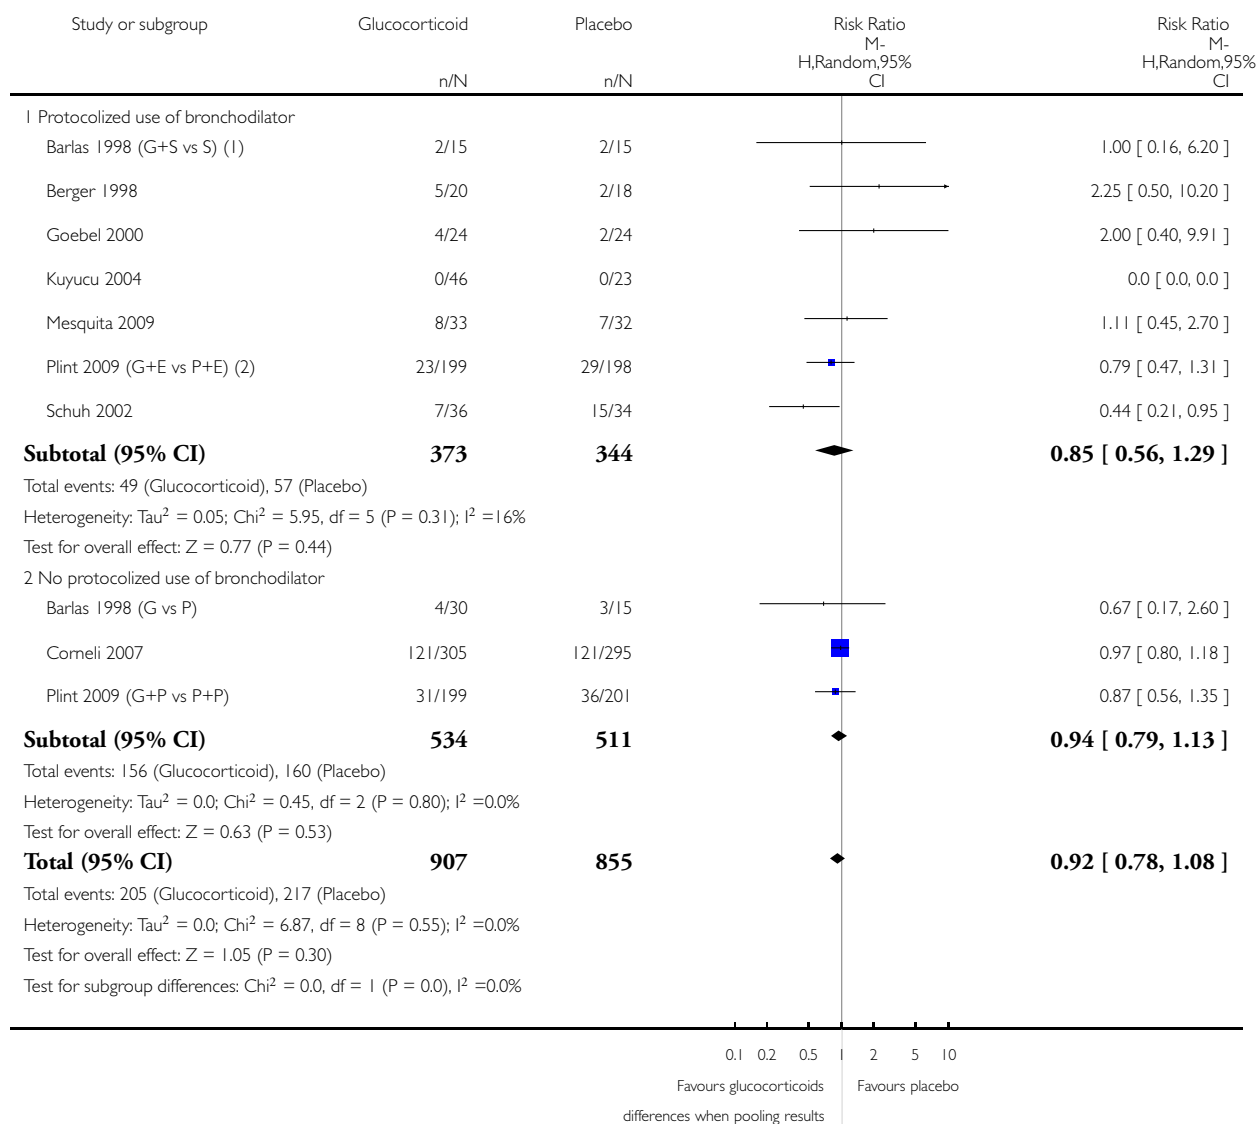 Study or subgroup Glucocorticoid Placebo Risk Ratio Risk Ratio
M- M-
H,Random,95% H,Random,95%
n/N n/N CI CI
1 Protocolized use of bronchodilator
Barlas 1998 (G+S vs S) (1) 2/15 2/15 1.00 [ 0.16, 6.20 ]
Berger 1998 5/20 2/18 2.25 [ 0.50, 10.20 ]
Goebel 2000 4/24 2/24 2.00 [ 0.40, 9.91 ]
Kuyucu 2004 0/46 0/23 0.0 [ 0.0, 0.0 ]
Mesquita 2009 8/33 7/32 1.11 [ 0.45, 2.70 ]
Plint 2009 (G+E vs P+E) (2) 23/199 29/198 0.79 [ 0.47, 1.31 ]
Schuh 2002 7/36 15/34 0.44 [ 0.21, 0.95 ]
Subtotal (95% CI) 373 344 0.85 [ 0.56, 1.29 ]
Total events: 49 (Glucocorticoid), 57 (Placebo)
Heterogeneity: Tau² = 0.05; Chi² = 5.95, df = 5 (P = 0.31); I² =16%
Test for overall effect: Z = 0.77 (P = 0.44)
2 No protocolized use of bronchodilator
Barlas 1998 (G vs P) 4/30 3/15 0.67 [ 0.17, 2.60 ]
Corneli 2007 121/305 121/295 0.97 [ 0.80, 1.18 ]
Plint 2009 (G+P vs P+P) 31/199 36/201 0.87 [ 0.56, 1.35 ]
Subtotal (95% CI) 534 511 0.94 [ 0.79, 1.13 ]
Total events: 156 (Glucocorticoid), 160 (Placebo)
Heterogeneity: Tau² = 0.0; Chi² = 0.45, df = 2 (P = 0.80); I² =0.0%
Test for overall effect: Z = 0.63 (P = 0.53)
Total (95% CI) 907 855 0.92 [ 0.78, 1.08 ]
Total events: 205 (Glucocorticoid), 217 (Placebo)
Heterogeneity: Tau² = 0.0; Chi² = 6.87, df = 8 (P = 0.55); I² =0.0%
Test for overall effect: Z = 1.05 (P = 0.30)
Test for subgroup differences: Chi² = 0.0, df = 1 (P = 0.0), I² =0.0%
0.1 0.2 0.5 1 2 5 10
Favours glucocorticoids Favours placebo
differences when pooling results